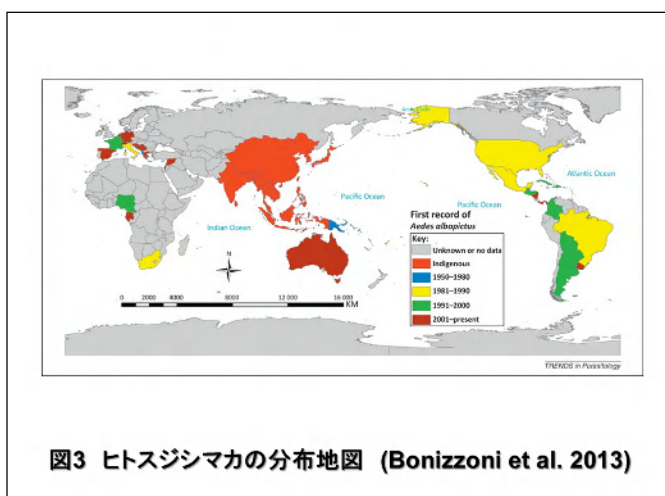 Atlantic Ocean
Pacific Ocean
Pacific Ocean
Indian Ocean
N
First record of
Aedes albopictus
Key:
Unknown or no data
Indigenous
1950–1980
1981–1990
1991–2000
2001–present
0 2000 4000 8000 12 000 16 000
KM
TRENDS in Parasitology
図3 ヒトスジシマカの分布地図 (Bonizzoni et al. 2013)